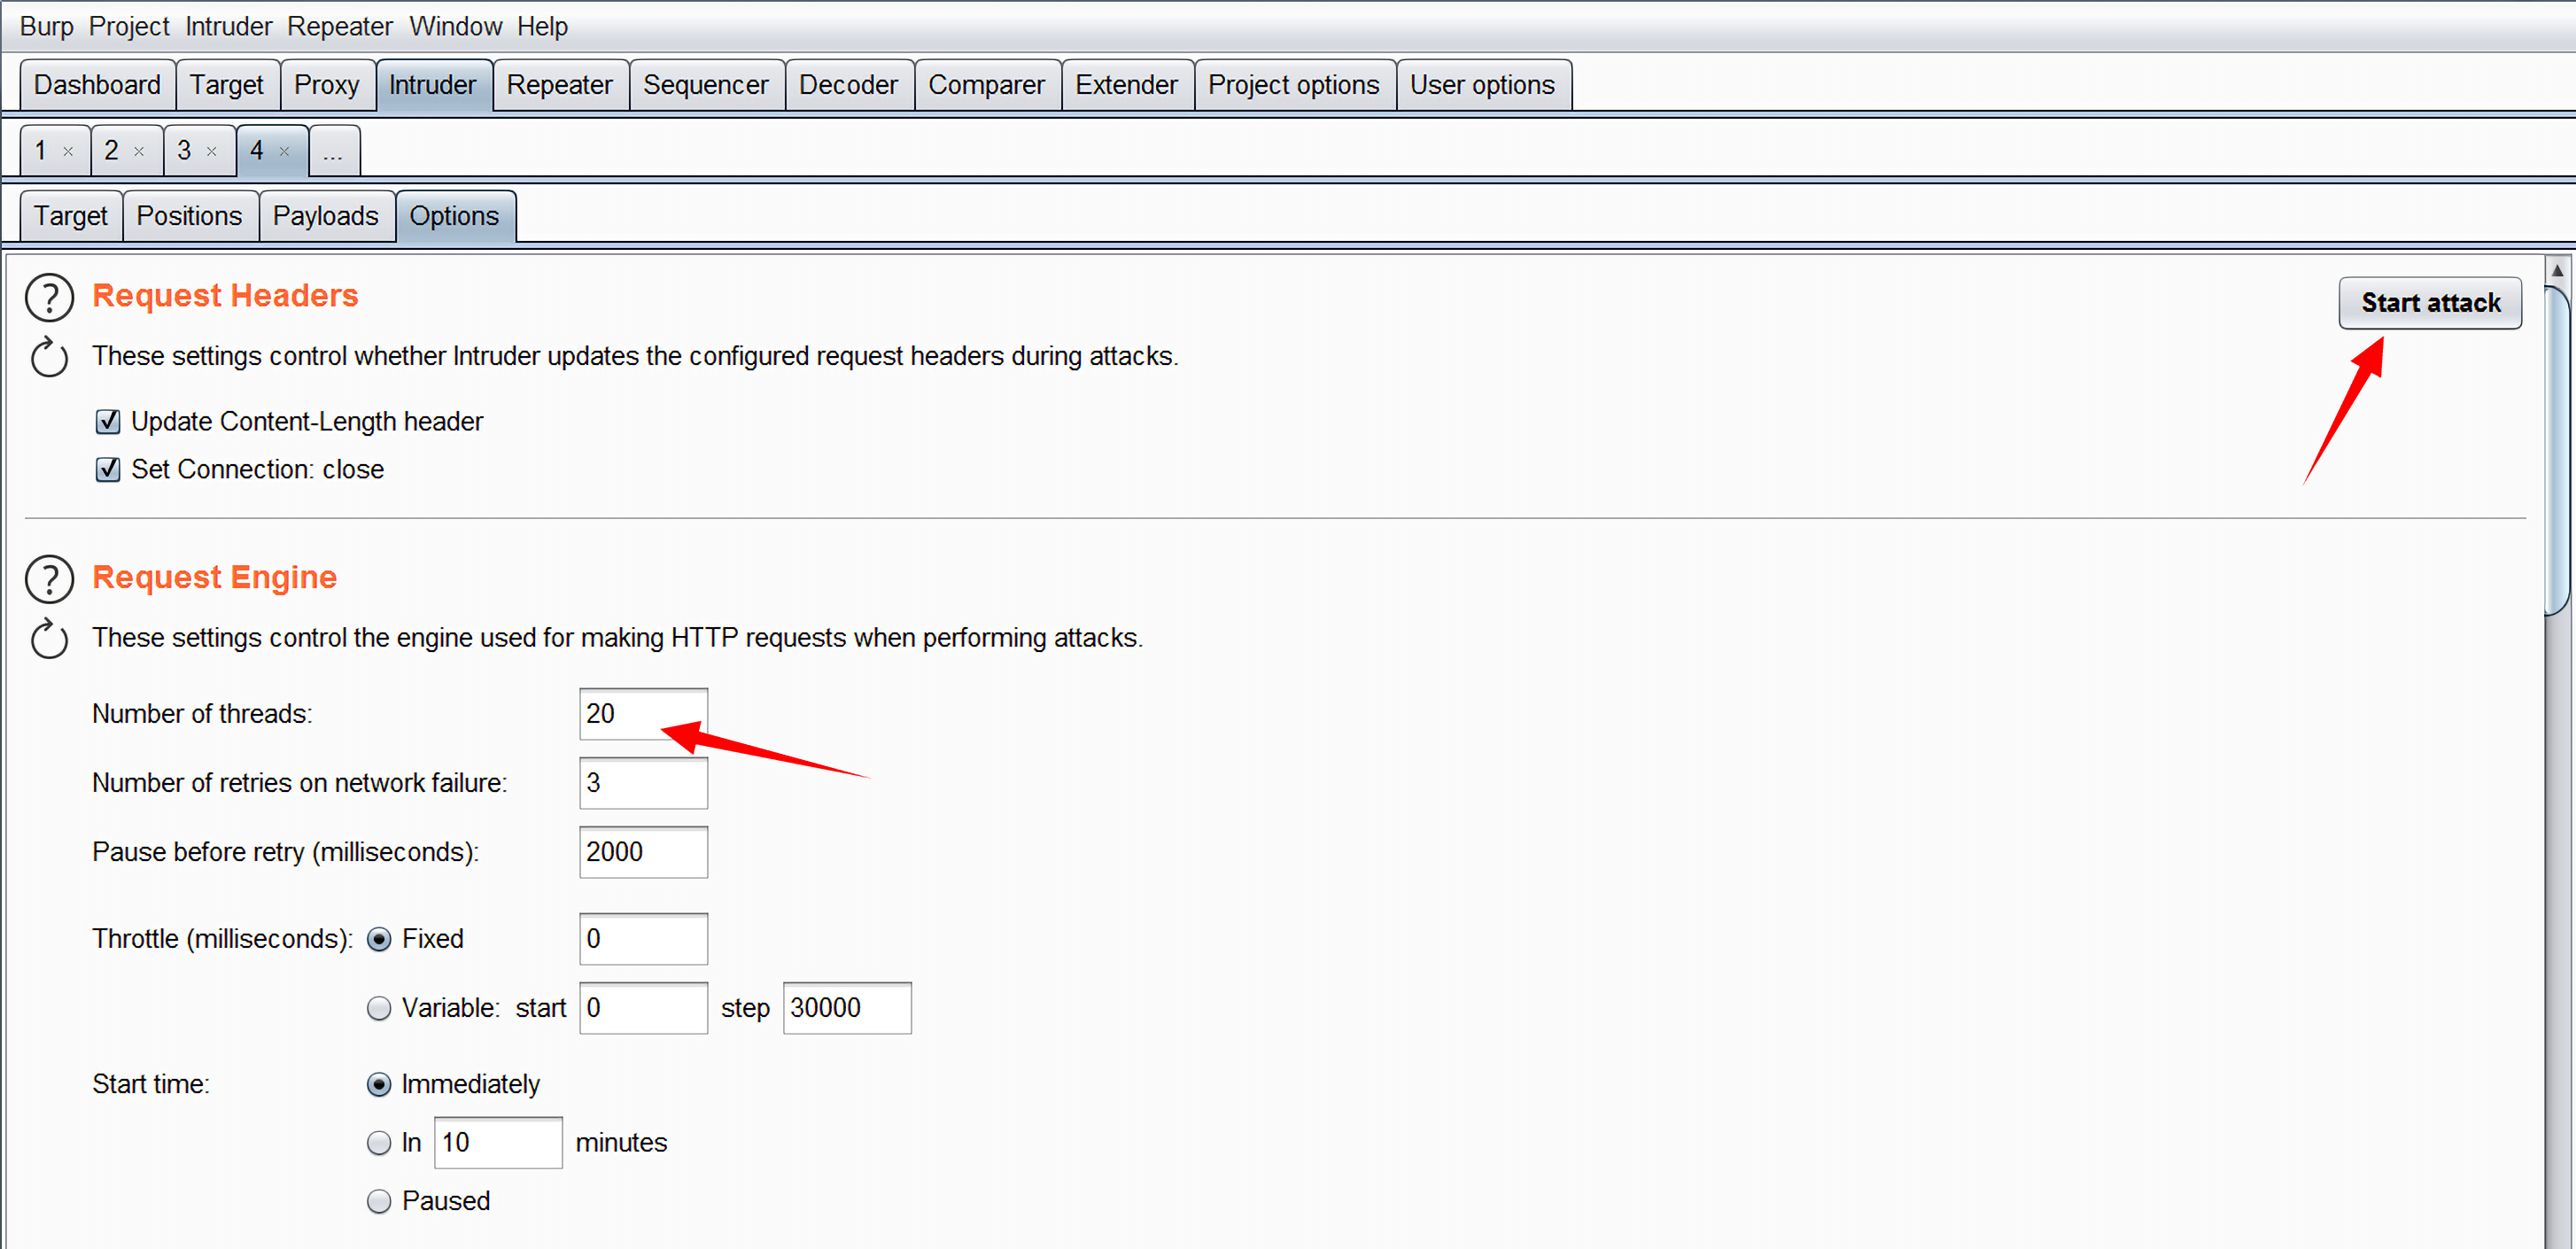 Burp Project Intruder Repeater Window Help
Dashboard Target Proxy Intruder Repeater Sequencer Decoder Comparer Extender Project options User options
1 × 2 × 3 × 4 × ...
Target Positions Payloads Options
? Request Headers Start attack
These settings control whether Intruder updates the configured request headers during attacks.
Update Content-Length header
Set Connection: close
? Request Engine
These settings control the engine used for making HTTP requests when performing attacks.
Number of threads: 20
Number of retries on network failure: 3
Pause before retry (milliseconds): 2000
Throttle (milliseconds): Fixed 0
Variable: start 0 step 30000
Start time: Immediately
In 10 minutes
Paused